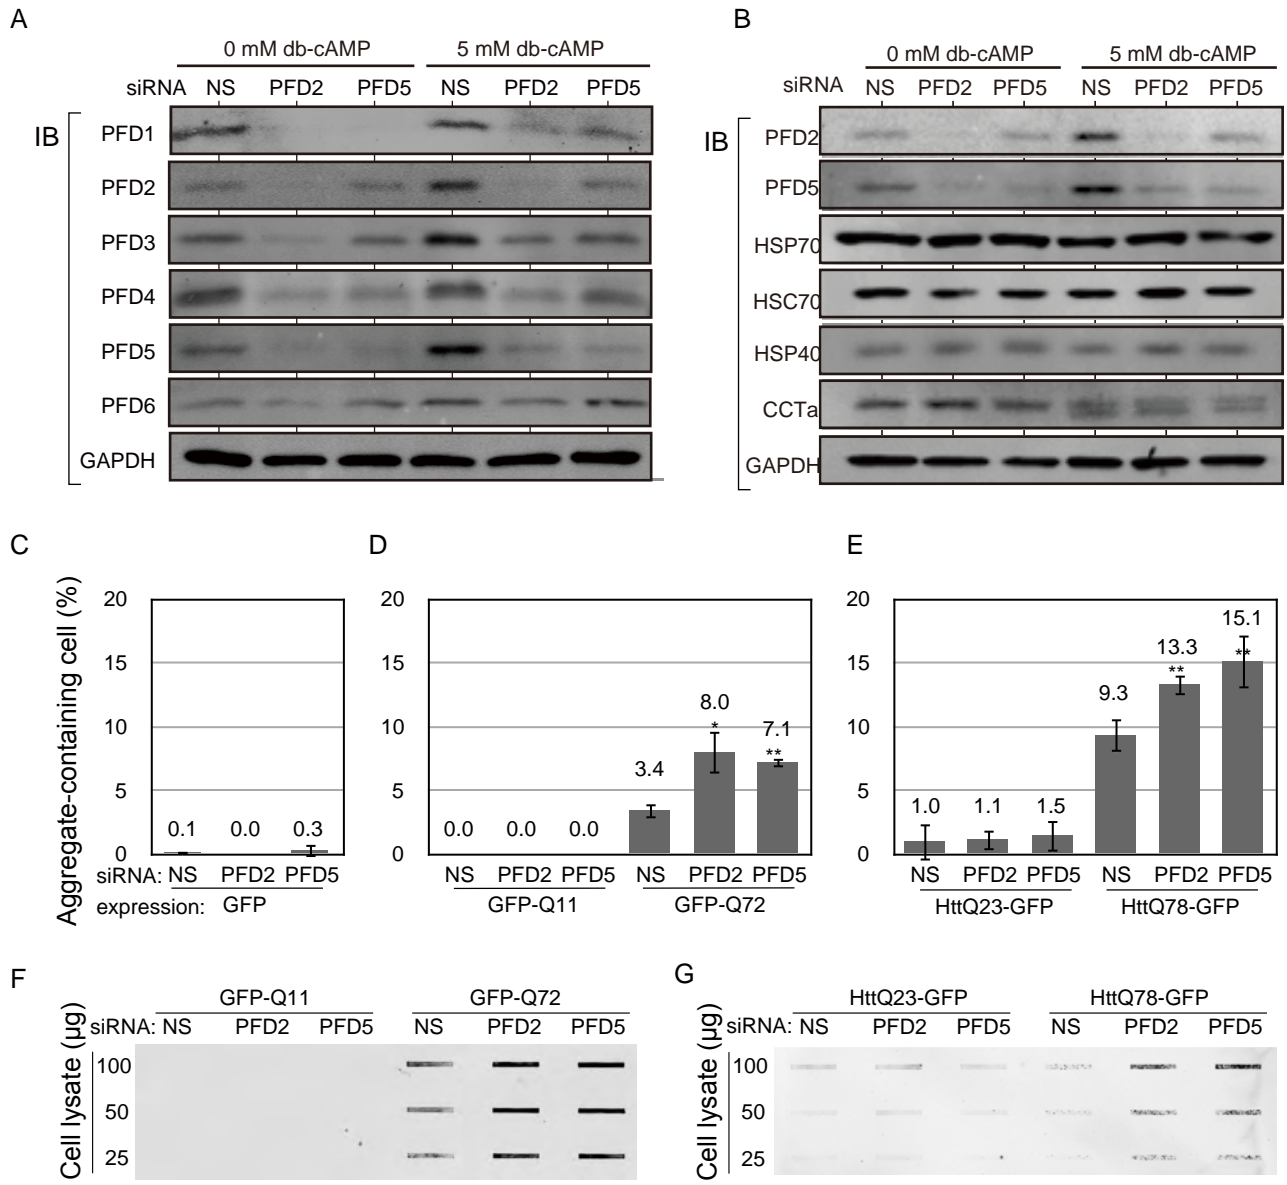 A
0 mM db-cAMP 5 mM db-cAMP
siRNA NS PFD2 PFD5 NS PFD2 PFD5
IB
PFD1
PFD2
PFD3
PFD4
PFD5
PFD6
GAPDH
B
0 mM db-cAMP 5 mM db-cAMP
siRNA NS PFD2 PFD5 NS PFD2 PFD5
IB
PFD2
PFD5
HSP70
HSC70
HSP40
CCTa
GAPDH
C
Aggregate-containing cell (%)
20
15
10
5
0
0.1 0.0 0.3
siRNA: NS PFD2 PFD5
expression: GFP
D
20
15
10
5
0
0.0 0.0 0.0 3.4 8.0 7.1
* **
NS PFD2 PFD5 NS PFD2 PFD5
GFP-Q11 GFP-Q72
E
20
15
10
5
0
1.0 1.1 1.5 9.3 13.3 15.1
** **
NS PFD2 PFD5 NS PFD2 PFD5
HttQ23-GFP HttQ78-GFP
F
GFP-Q11 GFP-Q72
siRNA: NS PFD2 PFD5 NS PFD2 PFD5
Cell lysate (µg)
100
50
25
G
HttQ23-GFP HttQ78-GFP
siRNA: NS PFD2 PFD5 NS PFD2 PFD5
Cell lysate (µg)
100
50
25